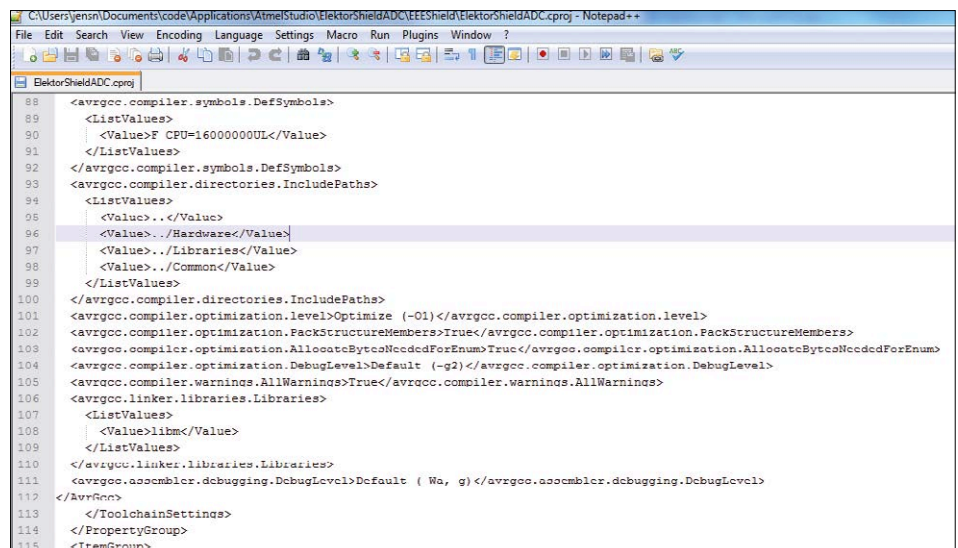 C:\Users\jensn\Documents\code\Applications\AtmelStudio\ElektorShieldADC\EEEShield\ElektorShieldADC.cproj - Notepad++
File Edit Search View Encoding Language Settings Macro Run Plugins Window ?
ElektorShieldADC.cproj
88 <avrgcc.compiler.symbols.DefSymbols>
89 <ListValues>
90 <Value>F CPU=16000000UL</Value>
91 </ListValues>
92 </avrgcc.compiler.symbols.DefSymbols>
93 <avrgcc.compiler.directories.IncludePaths>
94 <ListValues>
95 <Value>..</Value>
96 <Value>../Hardware</Value>
97 <Value>../Libraries</Value>
98 <Value>../Common</Value>
99 </ListValues>
100 </avrgcc.compiler.directories.IncludePaths>
101 <avrgcc.compiler.optimization.level>Optimize (-O1)</avrgcc.compiler.optimization.level>
102 <avrgcc.compiler.optimization.PackStructureMembers>True</avrgcc.compiler.optimization.PackStructureMembers>
103 <avrgcc.compiler.optimization.AllocateBytesNeededForEnum>True</avrgcc.compiler.optimization.AllocateBytesNeededForEnum>
104 <avrgcc.compiler.optimization.DebugLevel>Default (-g2)</avrgcc.compiler.optimization.DebugLevel>
105 <avrgcc.compiler.warnings.AllWarnings>True</avrgcc.compiler.warnings.AllWarnings>
106 <avrgcc.linker.libraries.Libraries>
107 <ListValues>
108 <Value>libm</Value>
109 </ListValues>
110 </avrgcc.linker.libraries.Libraries>
111 <avrgcc.assembler.debugging.DebugLevel>Default ( Wa, g)</avrgcc.assembler.debugging.DebugLevel>
112 </AvrGcc>
113 </ToolchainSettings>
114 </PropertyGroup>
115 <ItemGroup>